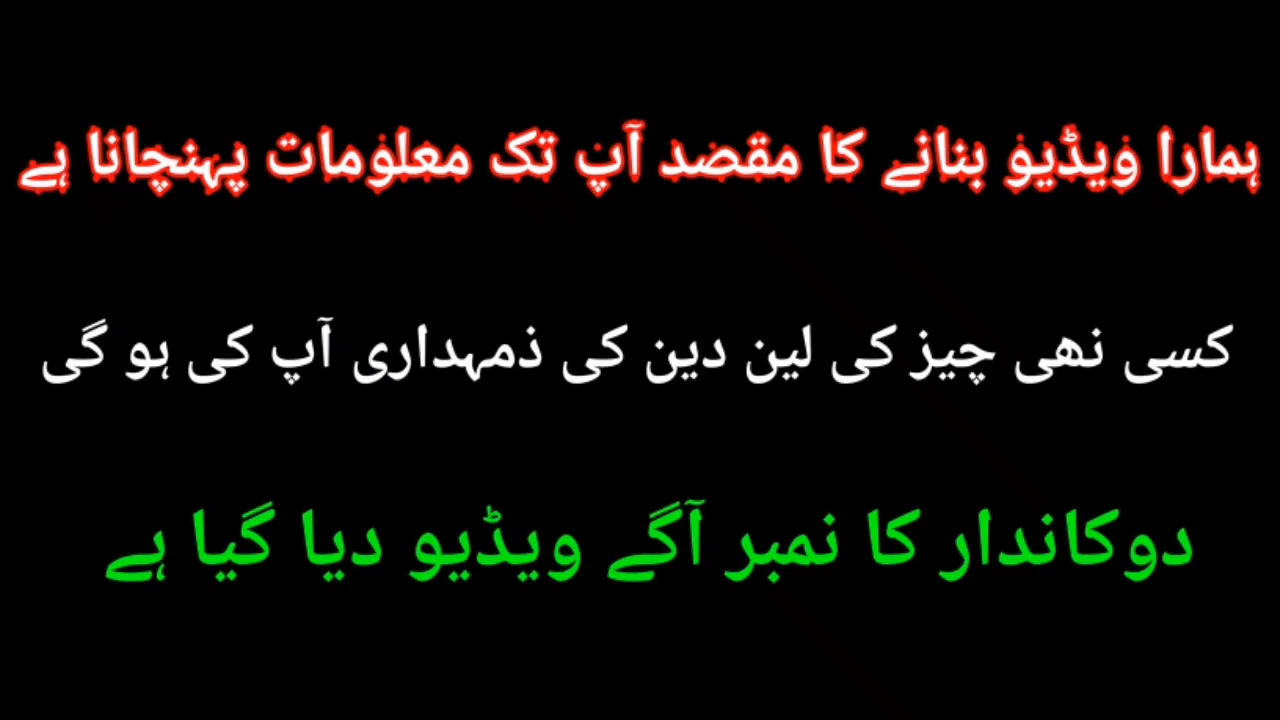 ہمارا ویڈیو بنانے کا مقصد آپ تک معلومات پہنچانا ہے
کسی نھی چیز کی لین دین کی ذمہداری آپ کی ہو گی
دوکاندار کا نمبر آگے ویڈیو دیا گیا ہے